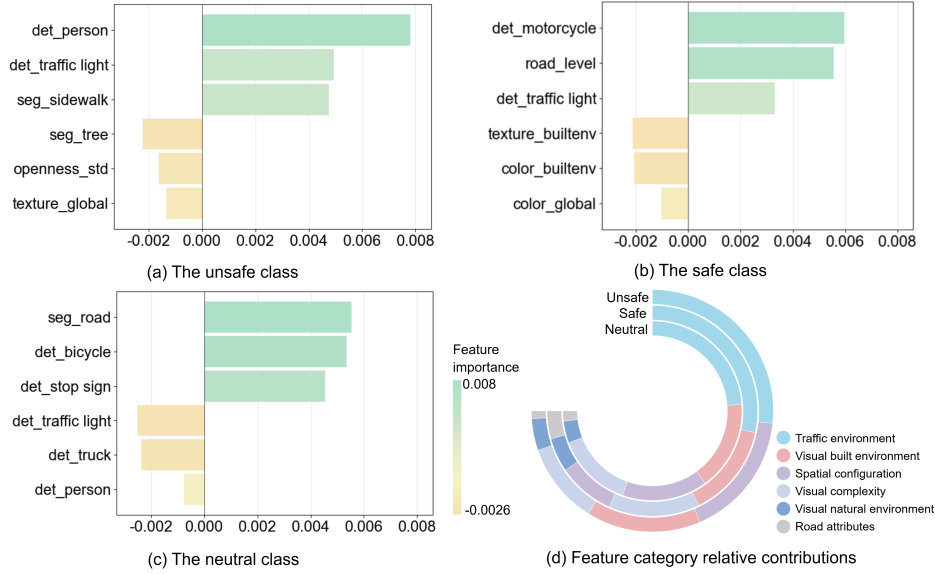 det_person
det_traffic light
seg_sidewalk
seg_tree
openness_std
texture_global
-0.002 0.000 0.002 0.004 0.006 0.008
(a) The unsafe class
det_motorcycle
road_level
det_traffic light
texture_builtenv
color_builtenv
color_global
-0.002 0.000 0.002 0.004 0.006 0.008
(b) The safe class
seg_road
det_bicycle
det_stop sign
det_traffic light
det_truck
det_person
-0.002 0.000 0.002 0.004 0.006 0.008
(c) The neutral class
Feature
importance
0.008
-0.0026
Unsafe
Safe
Neutral
Traffic environment
Visual built environment
Spatial configuration
Visual complexity
Visual natural environment
Road attributes
(d) Feature category relative contributions